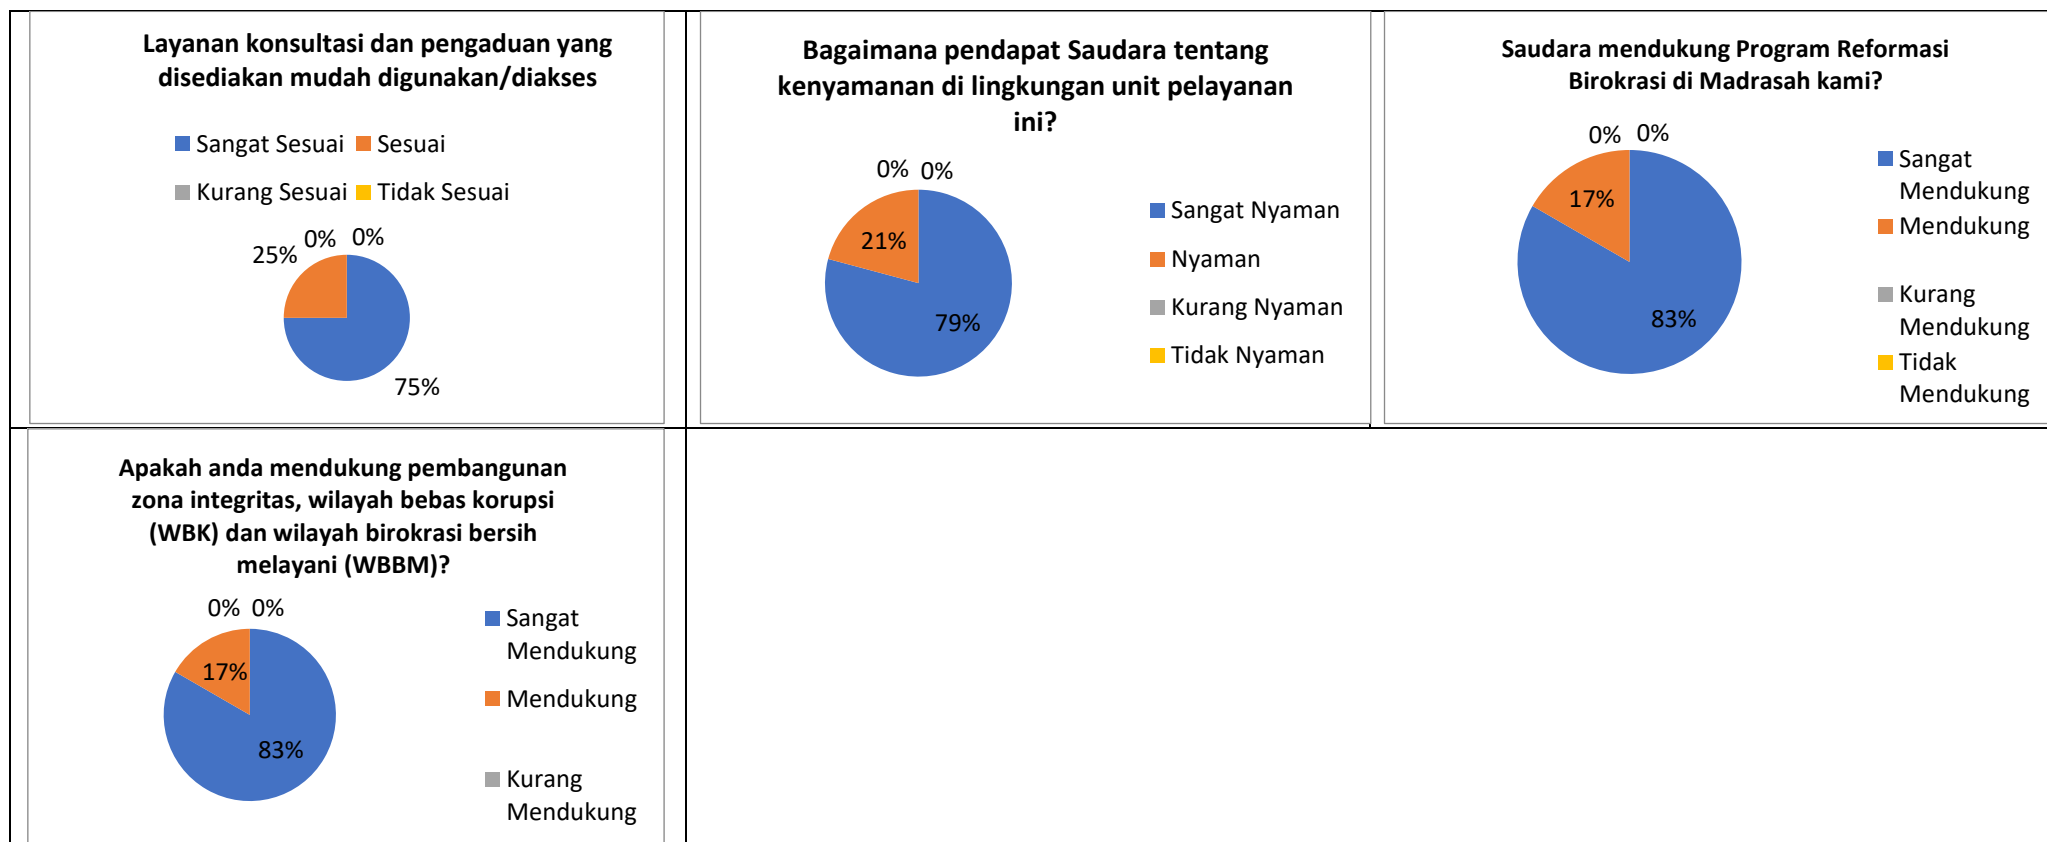 Layanan konsultasi dan pengaduan yang
disediakan mudah digunakan/diakses
Sangat Sesuai Sesuai
Kurang Sesuai Tidak Sesuai
25% 0% 0%
75%
Bagaimana pendapat Saudara tentang
kenyamanan di lingkungan unit pelayanan
ini?
0% 0%
21%
79%
Sangat Nyaman
Nyaman
Kurang Nyaman
Tidak Nyaman
Saudara mendukung Program Reformasi
Birokrasi di Madrasah kami?
0% 0%
17%
83%
Sangat
Mendukung
Mendukung
Kurang
Mendukung
Tidak
Mendukung
Apakah anda mendukung pembangunan
zona integritas, wilayah bebas korupsi
(WBK) dan wilayah birokrasi bersih
melayani (WBBM)?
0% 0%
17%
83%
Sangat
Mendukung
Mendukung
Kurang
Mendukung